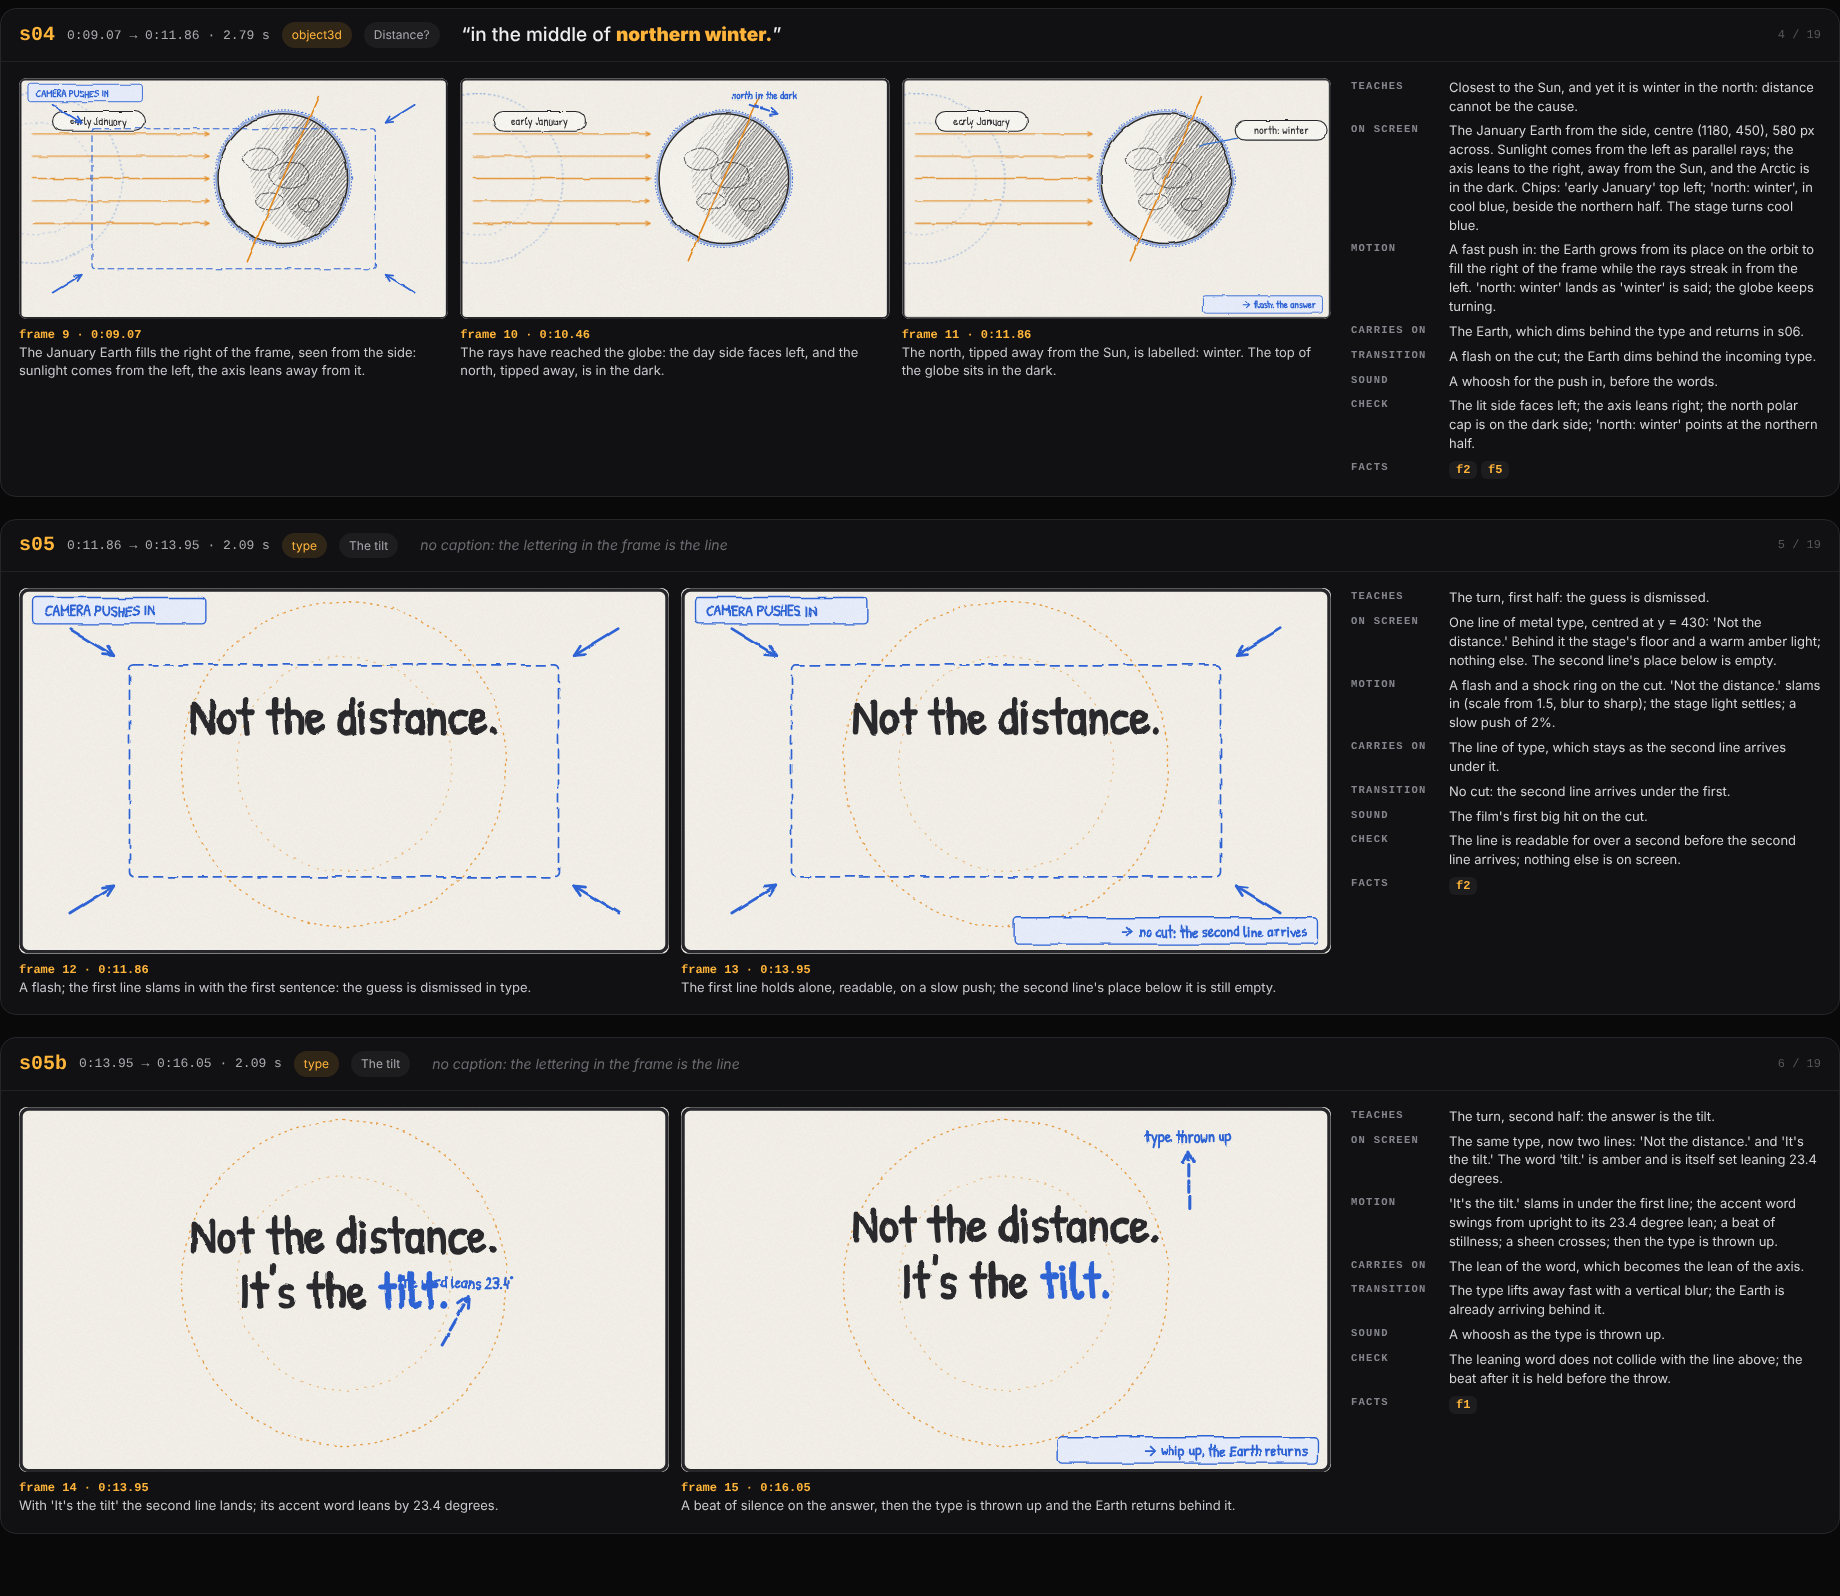 s04 0:09.07 → 0:11.86 · 2.79 s object3d Distance? “in the middle of northern winter.” 4 / 19
CAMERA PUSHES IN
early January
early January
north in the dark
early January
north: winter
→ flash: the answer
frame 9 · 0:09.07
The January Earth fills the right of the frame, seen from the side:
sunlight comes from the left, the axis leans away from it.
frame 10 · 0:10.46
The rays have reached the globe: the day side faces left, and the
north, tipped away, is in the dark.
frame 11 · 0:11.86
The north, tipped away from the Sun, is labelled: winter. The top of
the globe sits in the dark.
TEACHES
Closest to the Sun, and yet it is winter in the north: distance
cannot be the cause.
ON SCREEN
The January Earth from the side, centre (1180, 450), 580 px
across. Sunlight comes from the left as parallel rays; the
axis leans to the right, away from the Sun, and the Arctic is
in the dark. Chips: 'early January' top left; 'north: winter', in
cool blue, beside the northern half. The stage turns cool
blue.
MOTION
A fast push in: the Earth grows from its place on the orbit to
fill the right of the frame while the rays streak in from the
left. 'north: winter' lands as 'winter' is said; the globe keeps
turning.
CARRIES ON
The Earth, which dims behind the type and returns in s06.
TRANSITION
A flash on the cut; the Earth dims behind the incoming type.
SOUND
A whoosh for the push in, before the words.
CHECK
The lit side faces left; the axis leans right; the north polar
cap is on the dark side; 'north: winter' points at the northern
half.
FACTS
f2 f5
s05 0:11.86 → 0:13.95 · 2.09 s type The tilt no caption: the lettering in the frame is the line 5 / 19
CAMERA PUSHES IN
Not the distance.
CAMERA PUSHES IN
Not the distance.
→ no cut: the second line arrives
frame 12 · 0:11.86
A flash; the first line slams in with the first sentence: the guess is dismissed in type.
frame 13 · 0:13.95
The first line holds alone, readable, on a slow push; the second line's place below it is still empty.
TEACHES
The turn, first half: the guess is dismissed.
ON SCREEN
One line of metal type, centred at y = 430: 'Not the
distance.' Behind it the stage's floor and a warm amber light;
nothing else. The second line's place below is empty.
MOTION
A flash and a shock ring on the cut. 'Not the distance.' slams
in (scale from 1.5, blur to sharp); the stage light settles; a
slow push of 2%.
CARRIES ON
The line of type, which stays as the second line arrives
under it.
TRANSITION
No cut: the second line arrives under the first.
SOUND
The film's first big hit on the cut.
CHECK
The line is readable for over a second before the second
line arrives; nothing else is on screen.
FACTS
f2
s05b 0:13.95 → 0:16.05 · 2.09 s type The tilt no caption: the lettering in the frame is the line 6 / 19
Not the distance.
It's the tilt.
leans 23.4°
type thrown up
Not the distance.
It's the tilt.
→ whip up, the Earth returns
frame 14 · 0:13.95
With 'It's the tilt' the second line lands; its accent word leans by 23.4 degrees.
frame 15 · 0:16.05
A beat of silence on the answer, then the type is thrown up and the Earth returns behind it.
TEACHES
The turn, second half: the answer is the tilt.
ON SCREEN
The same type, now two lines: 'Not the distance.' and 'It's
the tilt.' The word 'tilt.' is amber and is itself set leaning 23.4
degrees.
MOTION
'It's the tilt.' slams in under the first line; the accent word
swings from upright to its 23.4 degree lean; a beat of
stillness; a sheen crosses; then the type is thrown up.
CARRIES ON
The lean of the word, which becomes the lean of the axis.
TRANSITION
The type lifts away fast with a vertical blur; the Earth is
already arriving behind it.
SOUND
A whoosh as the type is thrown up.
CHECK
The leaning word does not collide with the line above; the
beat after it is held before the throw.
FACTS
f1